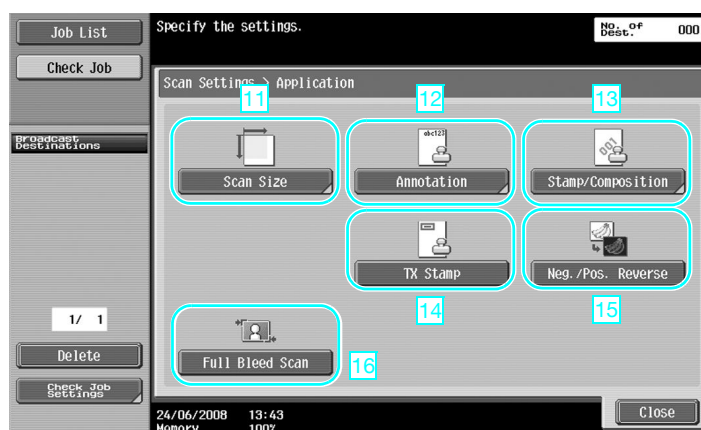 Job List
Specify the settings.
No. of
Dest.
000
Check Job
Scan Settings > Application
11
12
13
Broadcast
Destinations
abc123
001
Scan Size
Annotation
Stamp/Composition
TX Stamp
Neg./Pos. Reverse
1/ 1
14
15
Full Bleed Scan
16
Delete
Check Job
Settings
24/06/2008 13:43
Memory 100%
Close